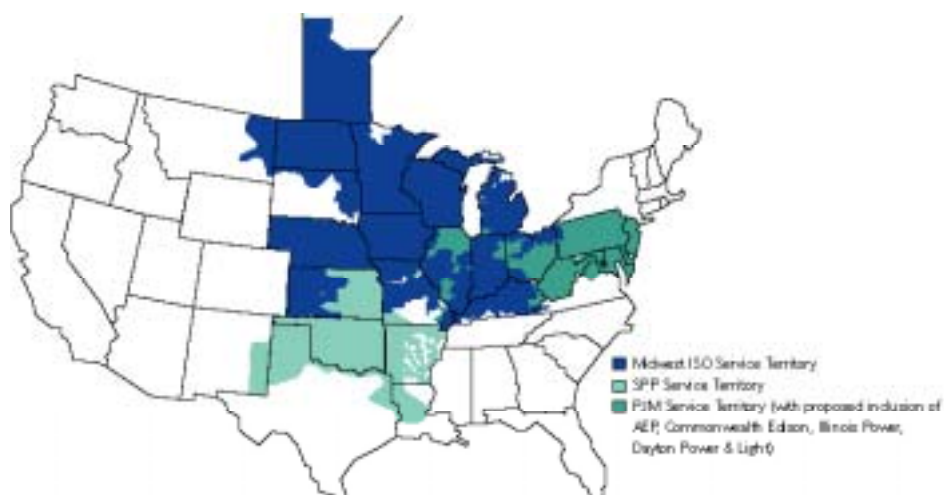 Midwest ISO Service Territory
SPP Service Territory
PJM Service Territory (with proposed inclusion of
AEP, Commonwealth Edison, Illinois Power,
Dayton Power & Light)